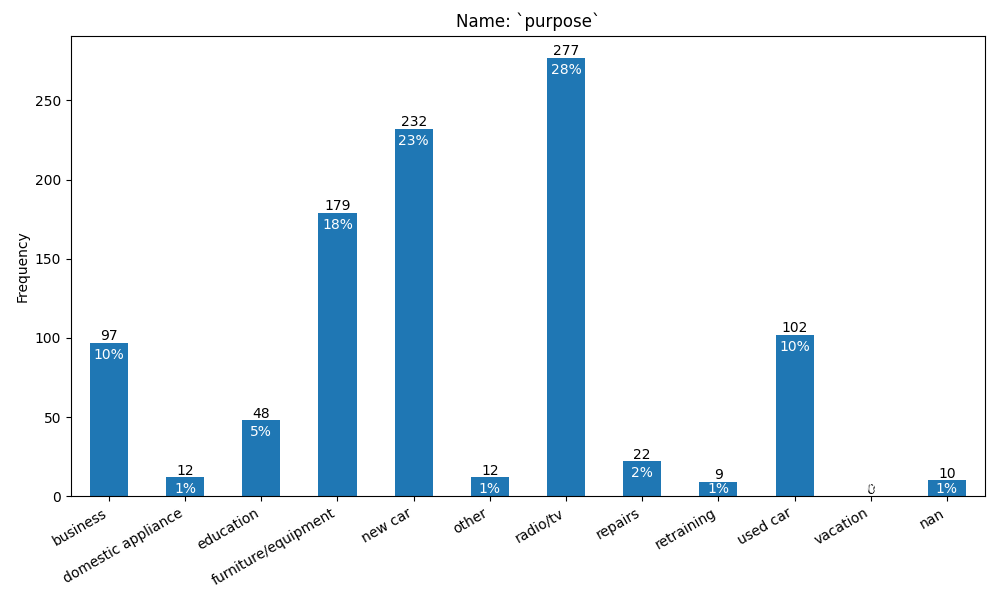 Name: `purpose`
Frequency
250
200
150
100
50
0
97
10%
12
1%
48
5%
179
18%
232
23%
12
1%
277
28%
22
2%
9
1%
102
10%
0
10
1%
business
domestic appliance
education
furniture/equipment
new car
other
radio/tv
repairs
retraining
used car
vacation
nan